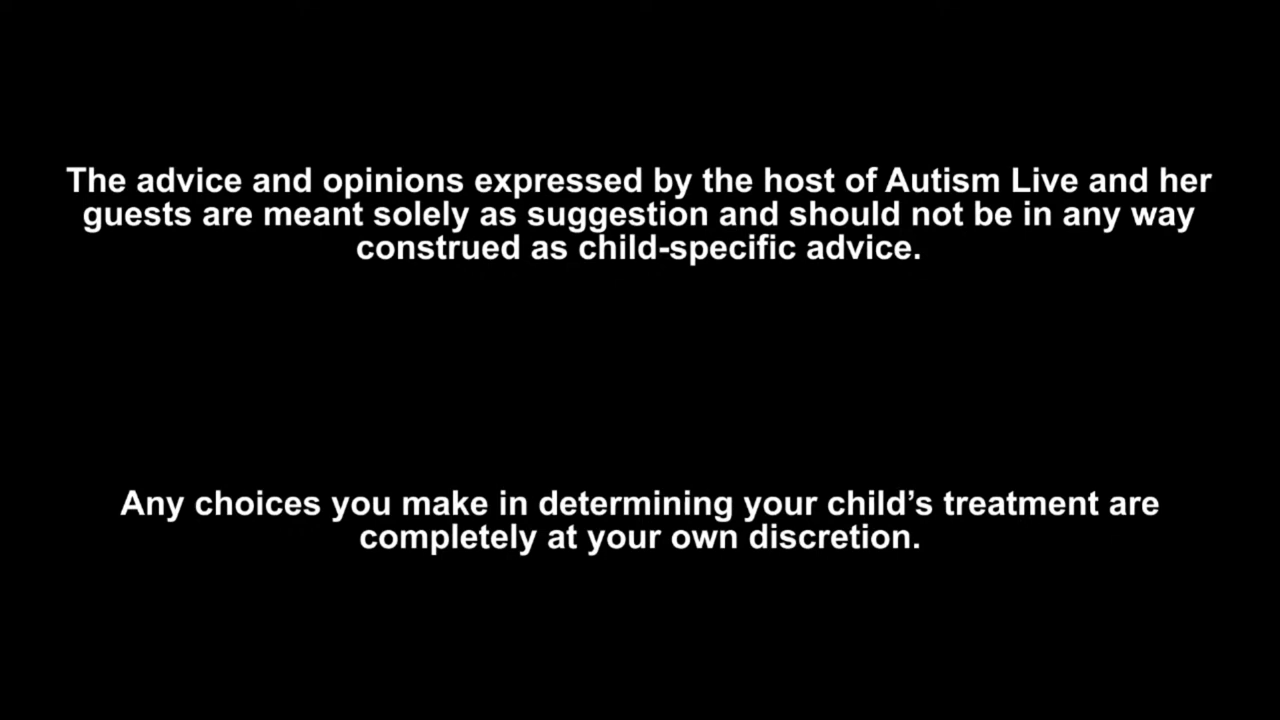 The advice and opinions expressed by the host of Autism Live and her
guests are meant solely as suggestion and should not be in any way
construed as child-specific advice.
Any choices you make in determining your child’s treatment are
completely at your own discretion.